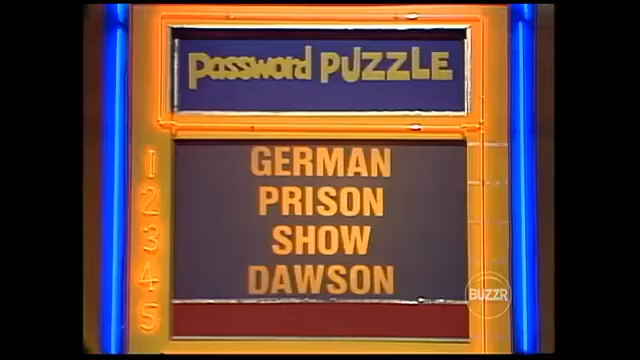 Password PUZZLE
1 GERMAN
2 PRISON
3 SHOW
4 DAWSON
5
BUZZR